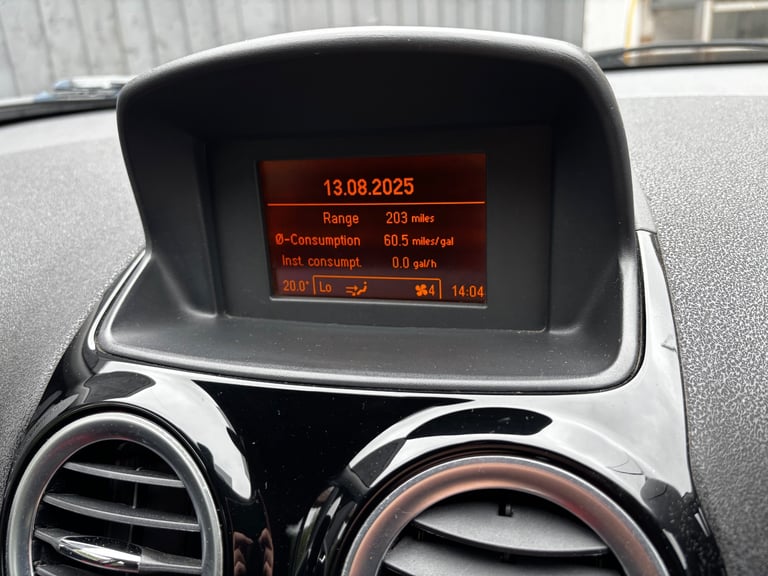 13.08.2025
Range 203 miles
Ø-Consumption 60.5 miles/gal
Inst. consumpt. 0.0 gal/h
20.0° Lo 4 14:04